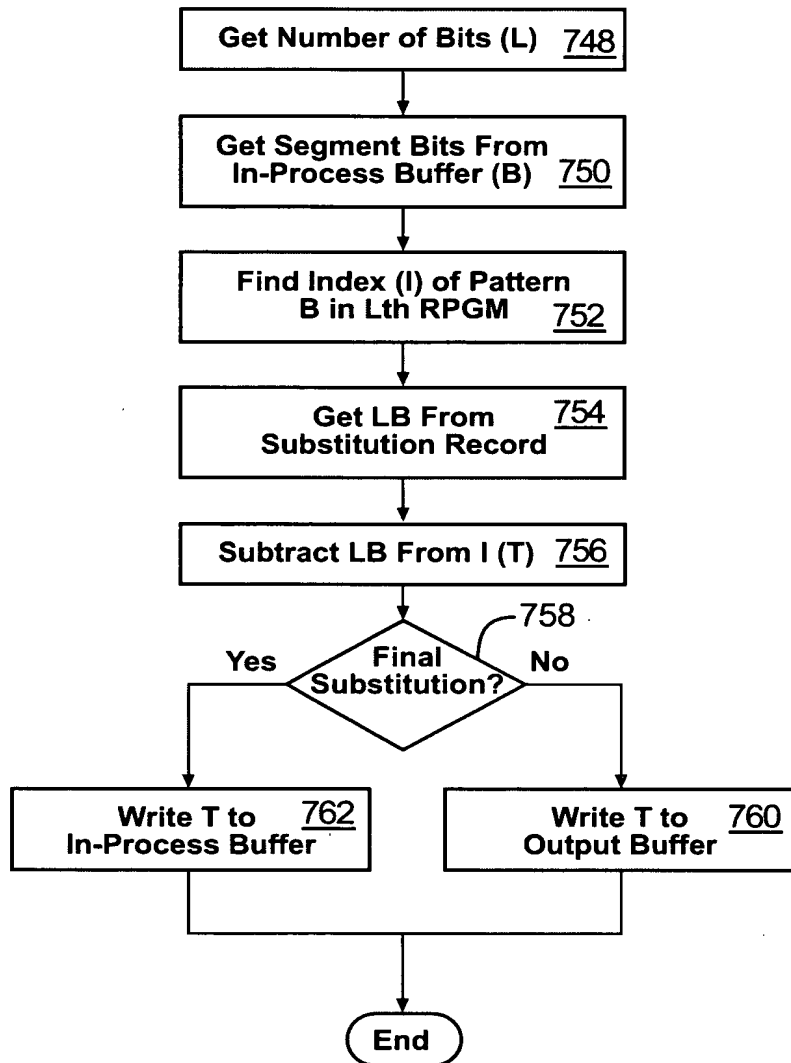 Get Number of Bits (L) 748
Get Segment Bits From
In-Process Buffer (B) 750
Find Index (I) of Pattern
B in Lth RPGM 752
Get LB From 754
Substitution Record
Subtract LB From I (T) 756
758
Yes Final No
Substitution?
Write T to 762
In-Process Buffer
Write T to 760
Output Buffer
End